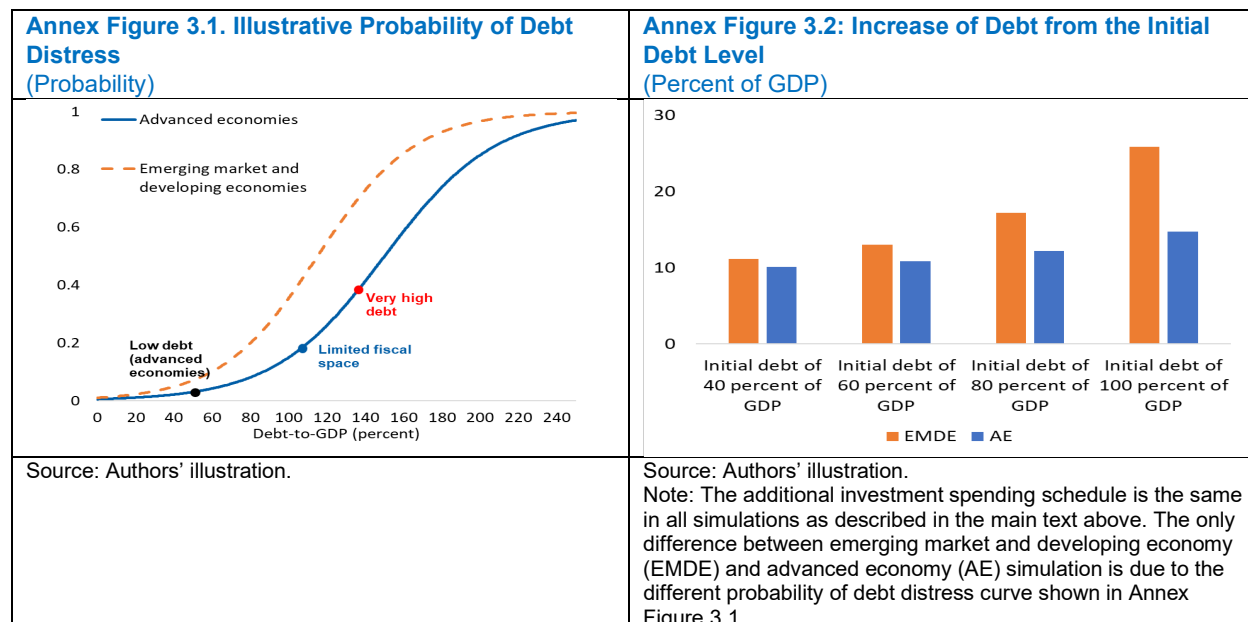 Annex Figure 3.1. Illustrative Probability of Debt
Distress
(Probability)
1
0.8
0.6
0.4
0.2
0
Advanced economies
Emerging market and
developing economies
Very high
debt
Low debt
(advanced
economies)
Limited fiscal
space
0 20 40 60 80 100 120 140 160 180 200 220 240
Debt-to-GDP (percent)
Source: Authors’ illustration.
Annex Figure 3.2: Increase of Debt from the Initial
Debt Level
(Percent of GDP)
30
20
10
0
Initial debt of
40 percent of
GDP
Initial debt of
60 percent of
GDP
Initial debt of
80 percent of
GDP
Initial debt of
100 percent of
GDP
EMDE AE
Source: Authors’ illustration.
Note: The additional investment spending schedule is the same
in all simulations as described in the main text above. The only
difference between emerging market and developing economy
(EMDE) and advanced economy (AE) simulation is due to the
different probability of debt distress curve shown in Annex
Figure 3.1